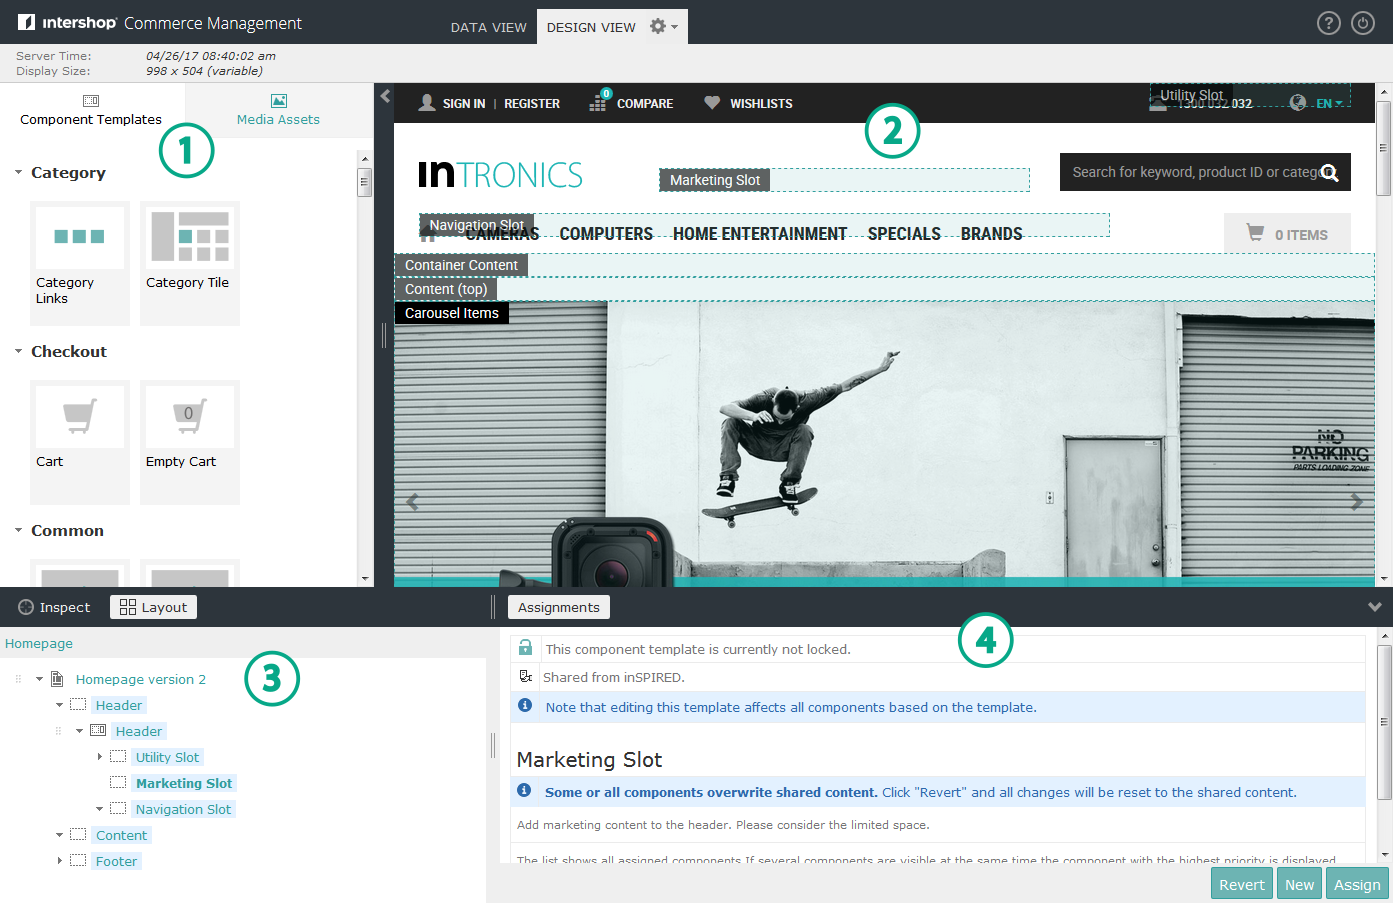 intershop® Commerce Management
DATA VIEW
DESIGN VIEW
?
Server Time: 04/26/17 08:40:02 am
Display Size: 998 x 504 (variable)
Component Templates
Media Assets
1
Category
Category Links
Category Tile
Checkout
Cart
0
Empty Cart
Common
SIGN IN | REGISTER
0
COMPARE
WISHLISTS
2
Utility Slot
1300 032 032
EN
inTRONICS
Marketing Slot
Search for keyword, product ID or category
Navigation Slot
CAMERAS
COMPUTERS
HOME ENTERTAINMENT
SPECIALS
BRANDS
0 ITEMS
Container Content
Content (top)
Carousel Items
NO
PARKING
PARTS LOADING ZONE
Inspect
Layout
Homepage
3
Homepage version 2
Header
Header
Utility Slot
Marketing Slot
Navigation Slot
Content
Footer
Assignments
4
This component template is currently not locked.
Shared from inSPIRED.
Note that editing this template affects all components based on the template.
Marketing Slot
Some or all components overwrite shared content. Click "Revert" and all changes will be reset to the shared content.
Add marketing content to the header. Please consider the limited space.
The list shows all assigned components If several components are visible at the same time the component with the highest priority is displayed
Revert
New
Assign